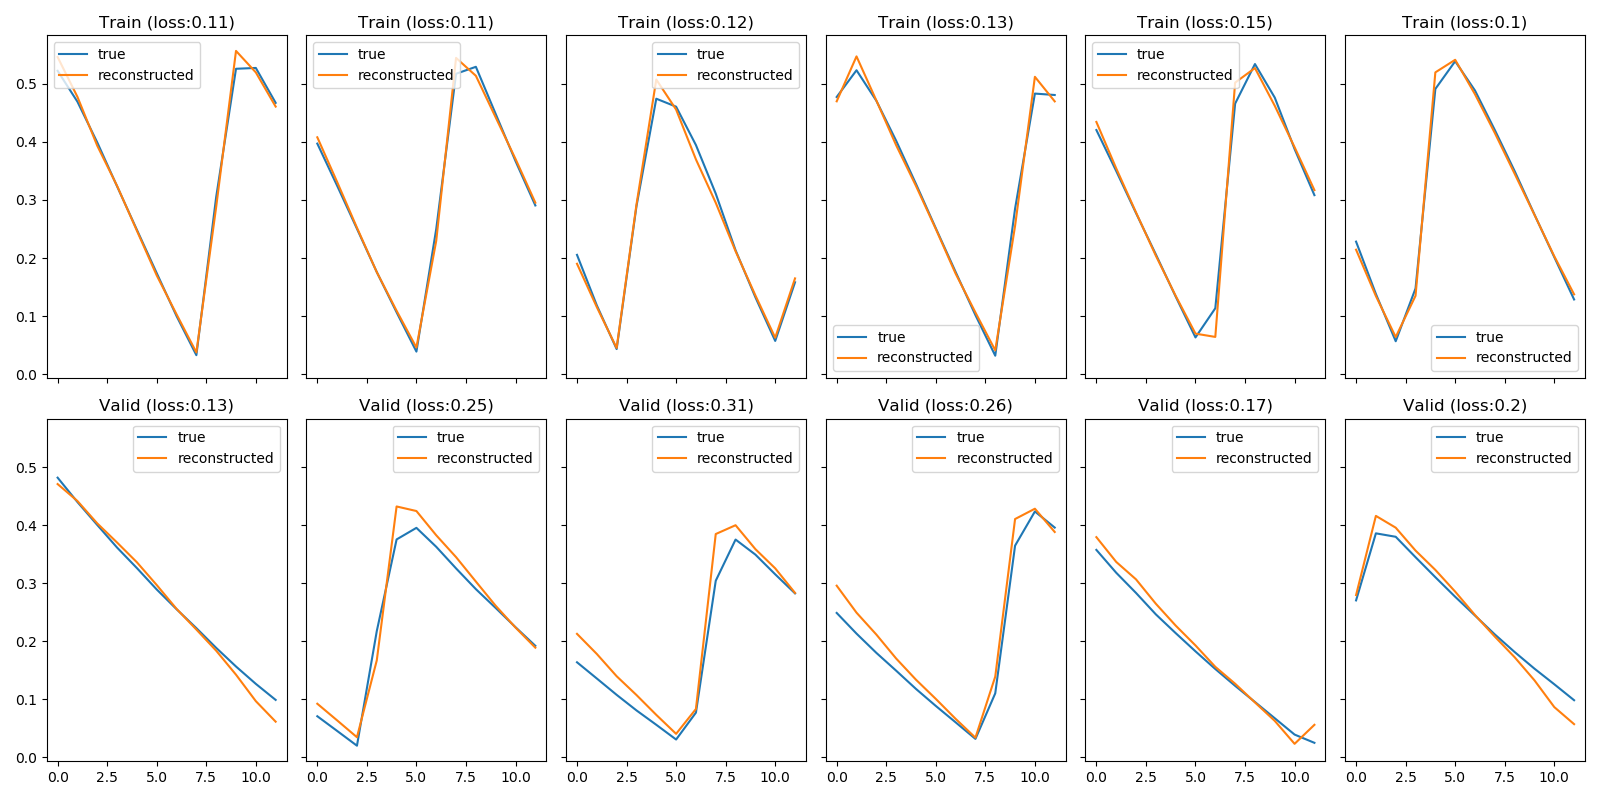 Train (loss:0.11) Train (loss:0.11) Train (loss:0.12) Train (loss:0.13) Train (loss:0.15) Train (loss:0.1)
true true true true
reconstructed reconstructed reconstructed reconstructed
0.5
0.4
0.3
0.2
0.1
true true
reconstructed reconstructed
0.0
Valid (loss:0.13) Valid (loss:0.25) Valid (loss:0.31) Valid (loss:0.26) Valid (loss:0.17) Valid (loss:0.2)
true true true true true true
reconstructed reconstructed reconstructed reconstructed reconstructed reconstructed
0.5
0.4
0.3
0.2
0.1
0.0
0.0 2.5 5.0 7.5 10.0 0.0 2.5 5.0 7.5 10.0 0.0 2.5 5.0 7.5 10.0 0.0 2.5 5.0 7.5 10.0 0.0 2.5 5.0 7.5 10.0 0.0 2.5 5.0 7.5 10.0